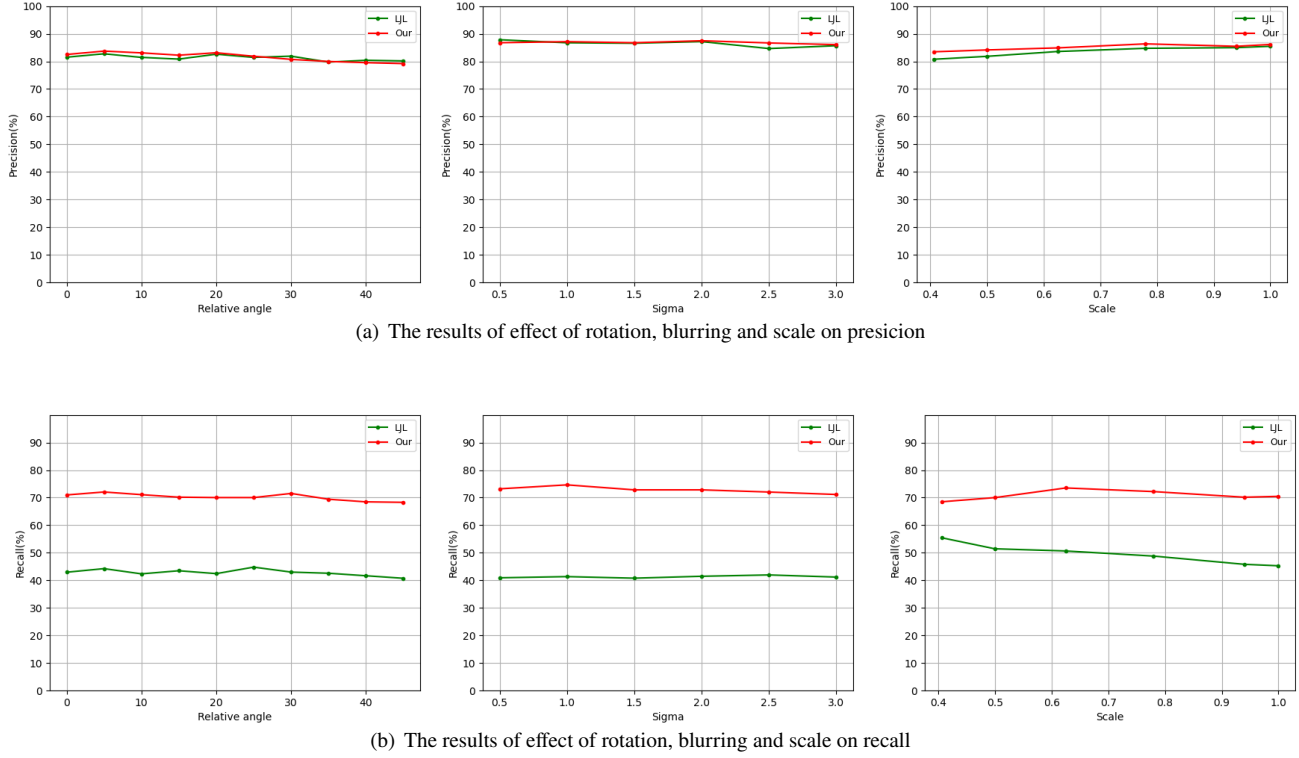 100
90
80
70
60
50
40
30
20
10
0
Precision(%)
0 10 20 30 40
Relative angle
LJL
Our
100
90
80
70
60
50
40
30
20
10
0
Precision(%)
0.5 1.0 1.5 2.0 2.5 3.0
Sigma
LJL
Our
100
90
80
70
60
50
40
30
20
10
0
Precision(%)
0.4 0.5 0.6 0.7 0.8 0.9 1.0
Scale
LJL
Our
(a) The results of effect of rotation, blurring and scale on presicion
90
80
70
60
50
40
30
20
10
0
Recall(%)
0 10 20 30 40
Relative angle
LJL
Our
90
80
70
60
50
40
30
20
10
0
Recall(%)
0.5 1.0 1.5 2.0 2.5 3.0
Sigma
LJL
Our
90
80
70
60
50
40
30
20
10
0
Recall(%)
0.4 0.5 0.6 0.7 0.8 0.9 1.0
Scale
LJL
Our
(b) The results of effect of rotation, blurring and scale on recall